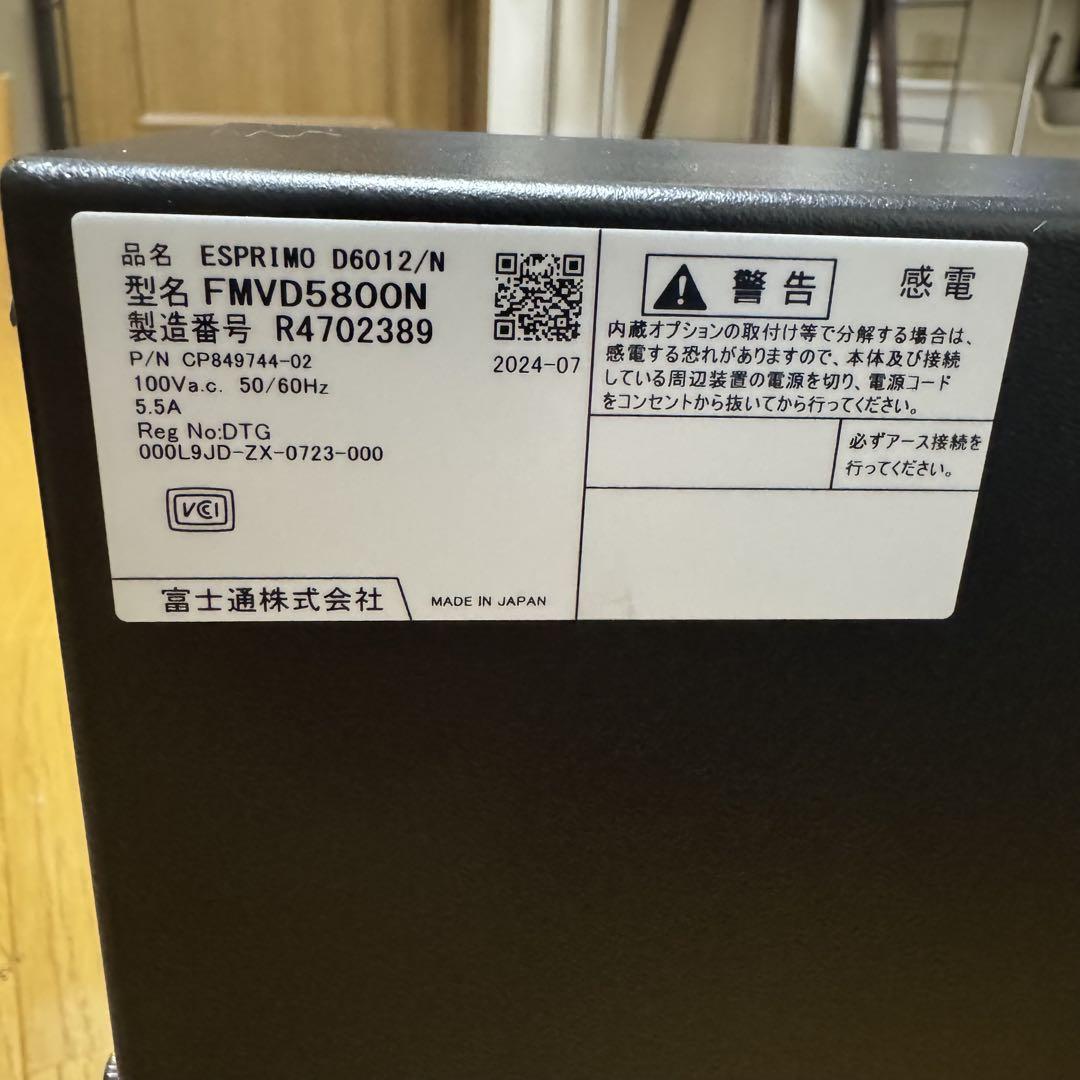 品名 ESPRIMO D6012/N
型名 FMVD5800N
製造番号 R4702389
P/N CP849744-02
2024-07
100Va.c. 50/60Hz
5.5A
Reg No:DTG
000L9JD-ZX-0723-000
VCI
富士通株式会社
MADE IN JAPAN
警告 感電
内蔵オプションの取付け等で分解する場合は、
感電する恐れがありますので、本体及び接続
している周辺装置の電源を切り、電源コード
をコンセントから抜いてから行ってください。
必ずアース接続を
行ってください。